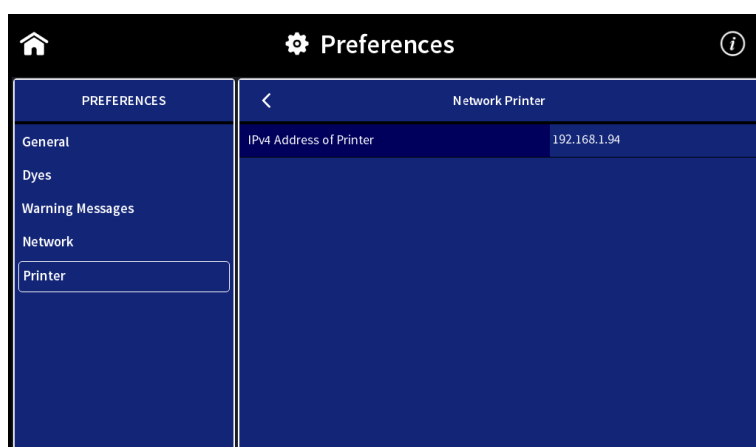 Preferences
PREFERENCES
General
Dyes
Warning Messages
Network
Printer
Network Printer
IPv4 Address of Printer 192.168.1.94